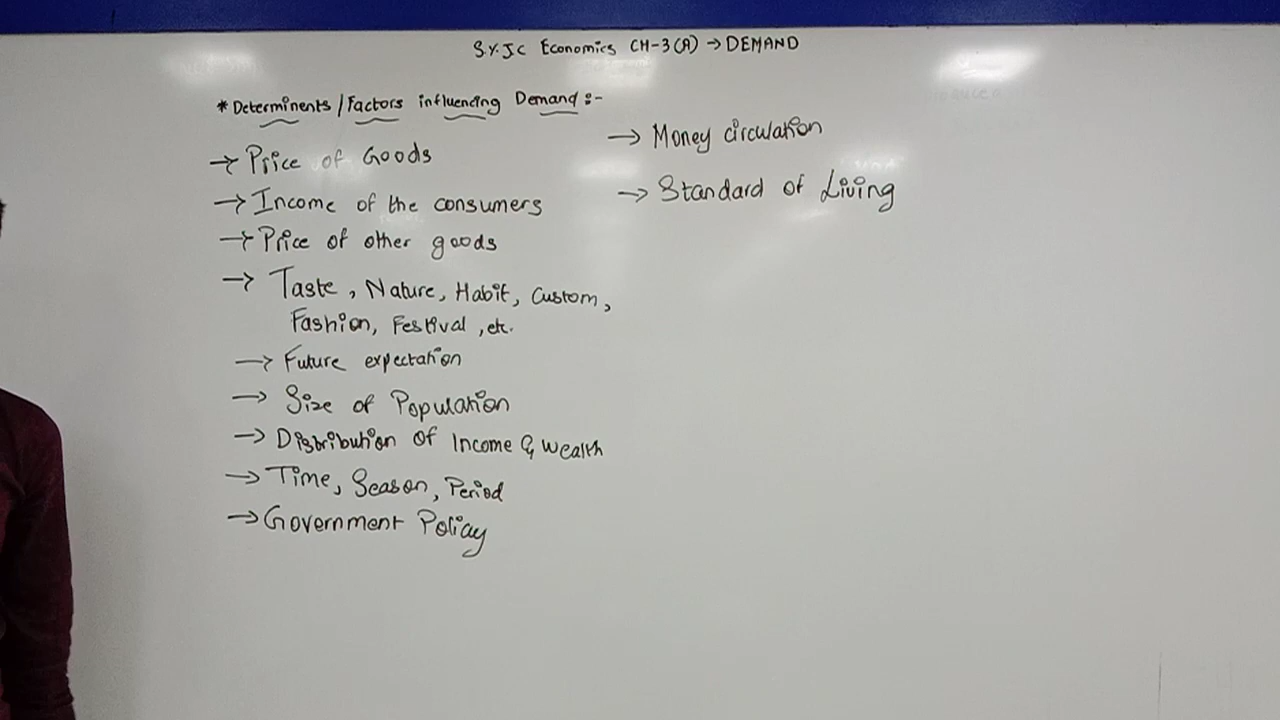 S.Y.JC Economics CH-3(A) → DEMAND
* Determinents / Factors influencing Demand :-
→ Price of Goods
→ Income of the consumers
→ Price of other goods
→ Taste, Nature, Habit, Custom,
Fashion, Festival, etc.
→ Future expectation
→ Size of Population
→ Distribution of Income & Wealth
→ Time, Season, Period
→ Government Policy
→ Money circulation
→ Standard of Living